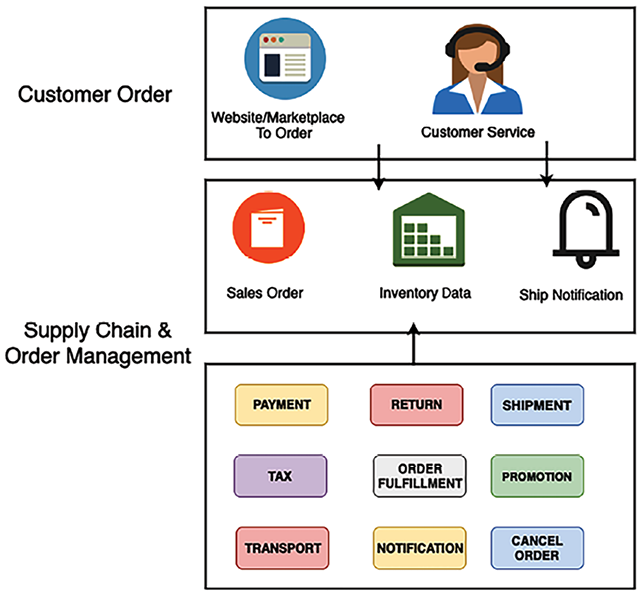 Customer Order
Website/Marketplace
To Order
Customer Service
Sales Order
Inventory Data
Ship Notification
Supply Chain &
Order Management
PAYMENT
RETURN
SHIPMENT
TAX
ORDER
FULFILLMENT
PROMOTION
TRANSPORT
NOTIFICATION
CANCEL
ORDER